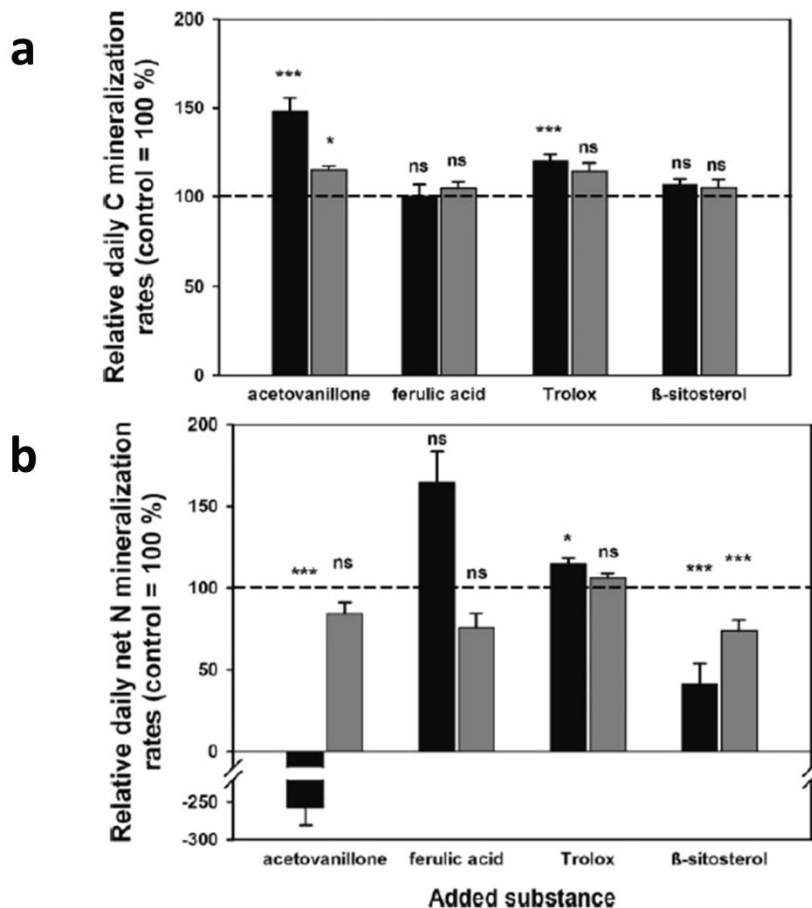 a
Relative daily C mineralization
rates (control = 100 %)
200
150
100
50
0
***
*
ns
ns
***
ns
ns
ns
acetovanillone
ferulic acid
Trolox
ß-sitosterol
b
Relative daily net N mineralization
rates (control = 100 %)
200
150
100
50
0
-250
-300
***
ns
ns
ns
*
ns
***
***
acetovanillone
ferulic acid
Trolox
ß-sitosterol
Added substance